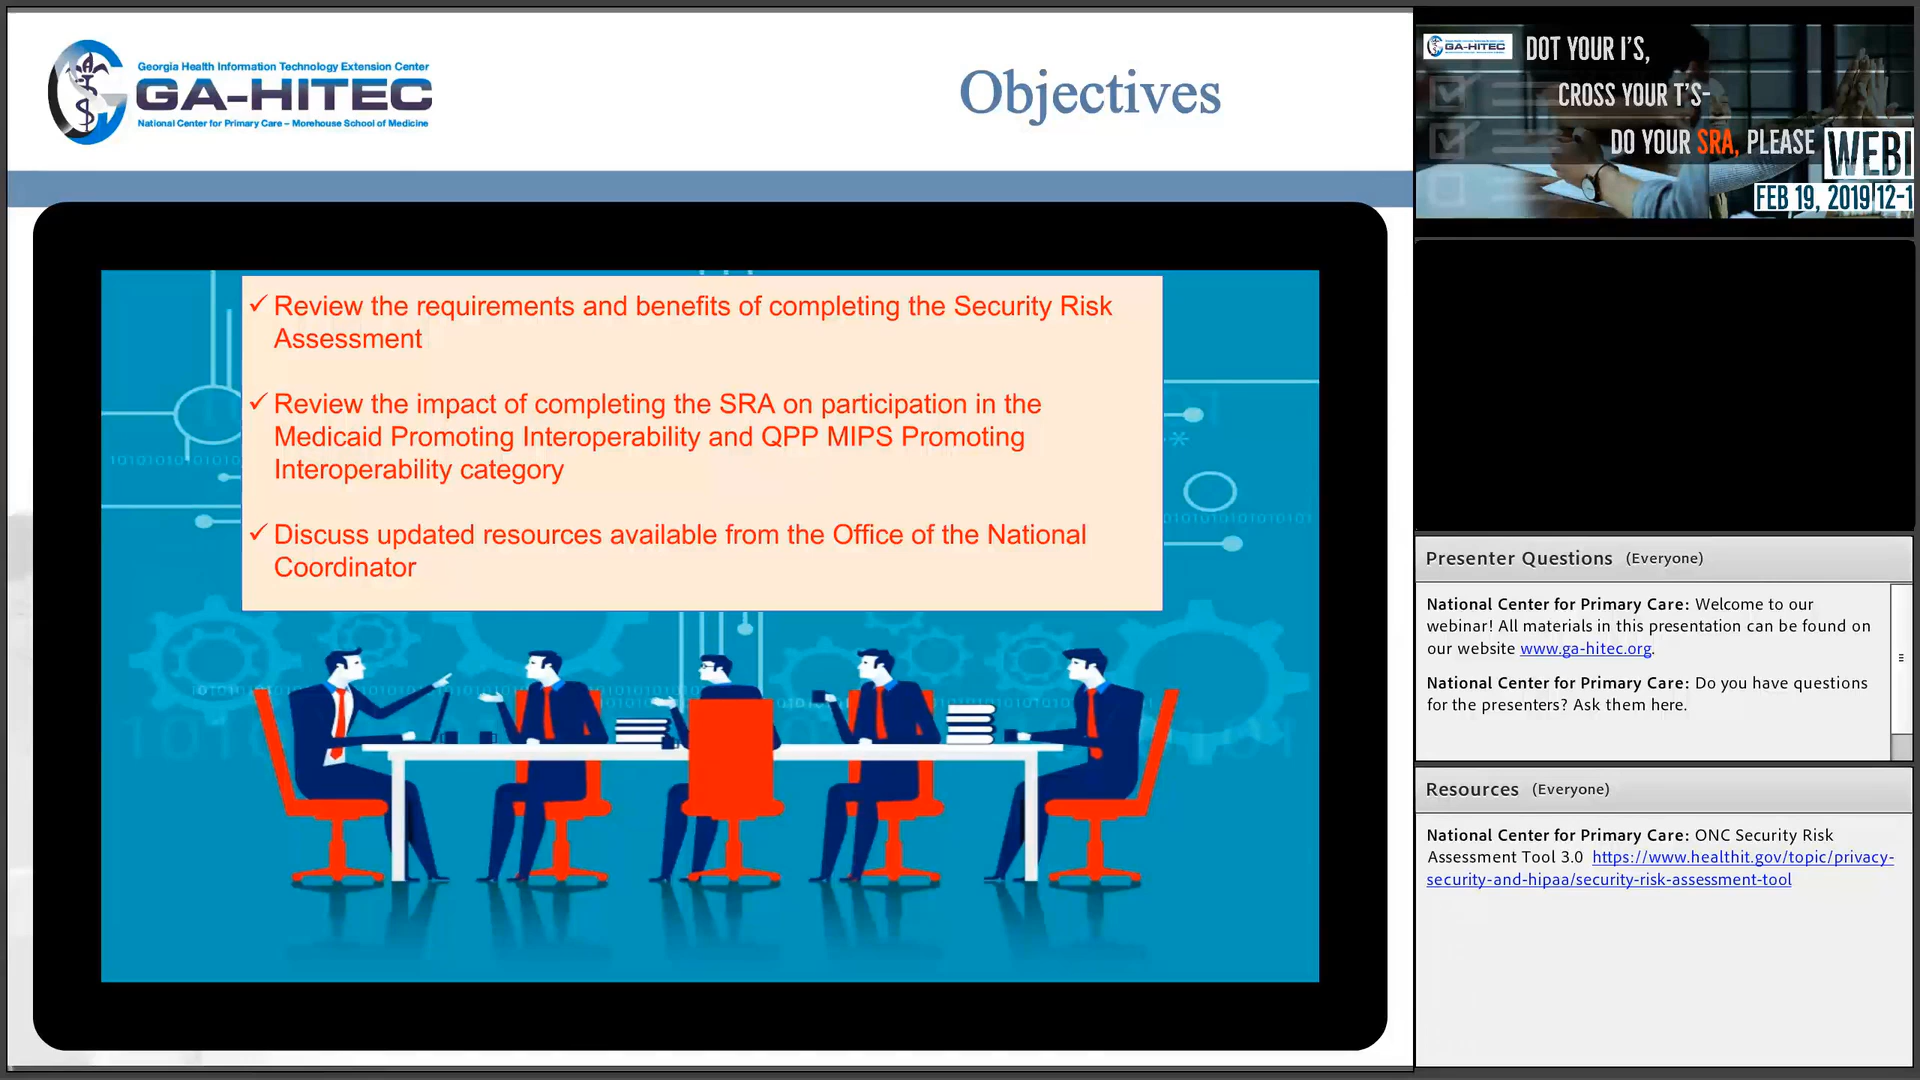 Georgia Health Information Technology Extension Center
GA-HITEC
National Center for Primary Care – Morehouse School of Medicine
Objectives
✓ Review the requirements and benefits of completing the Security Risk
Assessment
✓ Review the impact of completing the SRA on participation in the
Medicaid Promoting Interoperability and QPP MIPS Promoting
Interoperability category
✓ Discuss updated resources available from the Office of the National
Coordinator
GA-HITEC
DOT YOUR I'S,
CROSS YOUR T'S-
DO YOUR SRA, PLEASE
WEBI
FEB 19, 2019 12-1
Presenter Questions (Everyone)
National Center for Primary Care: Welcome to our
webinar! All materials in this presentation can be found on
our website www.ga-hitec.org.
National Center for Primary Care: Do you have questions
for the presenters? Ask them here.
Resources (Everyone)
National Center for Primary Care: ONC Security Risk
Assessment Tool 3.0 https://www.healthit.gov/topic/privacy-
security-and-hipaa/security-risk-assessment-tool